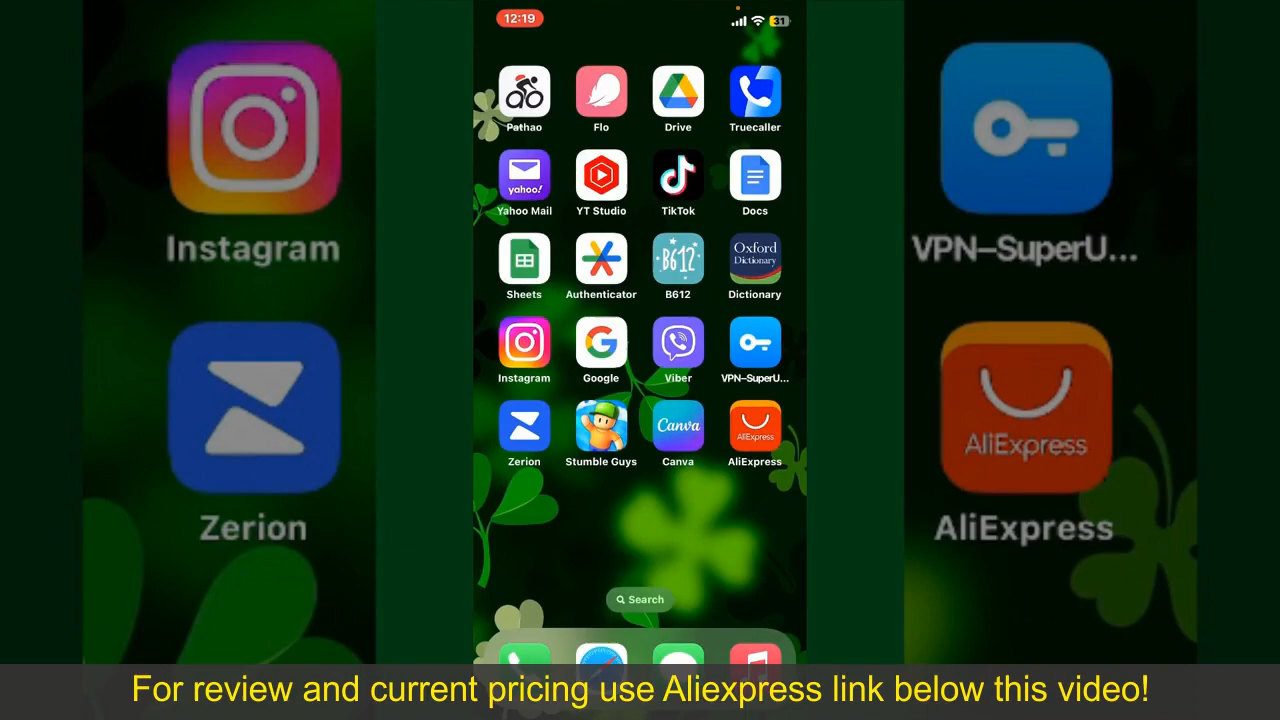 12:19
31
Pathao
Flo
Drive
Truecaller
yahoo!
Yahoo Mail
YT Studio
TikTok
Docs
Oxford
Dictionary
B612
Sheets
Authenticator
B612
Dictionary
Instagram
Google
Viber
VPN–SuperU...
Canva
AliExpress
Zerion
Stumble Guys
Canva
AliExpress
Search
Instagram
Zerion
VPN–SuperU...
AliExpress
AliExpress
For review and current pricing use Aliexpress link below this video!